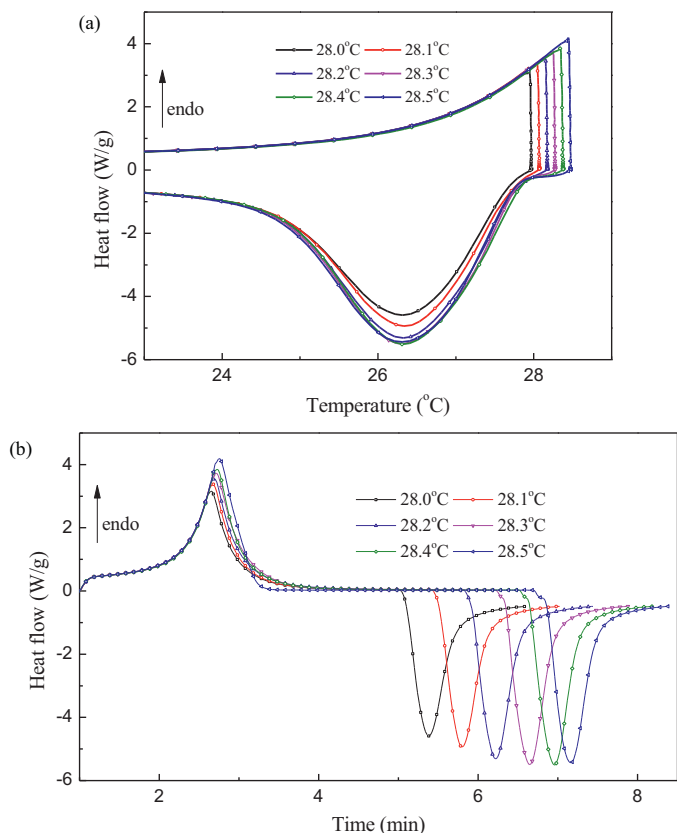 (a)
4
2
0
-2
-4
-6
Heat flow (W/g)
endo
28.0°C 28.1°C
28.2°C 28.3°C
28.4°C 28.5°C
24 26 28
Temperature (°C)
(b)
4
2
0
-2
-4
-6
Heat flow (W/g)
endo
28.0°C 28.1°C
28.2°C 28.3°C
28.4°C 28.5°C
2 4 6 8
Time (min)